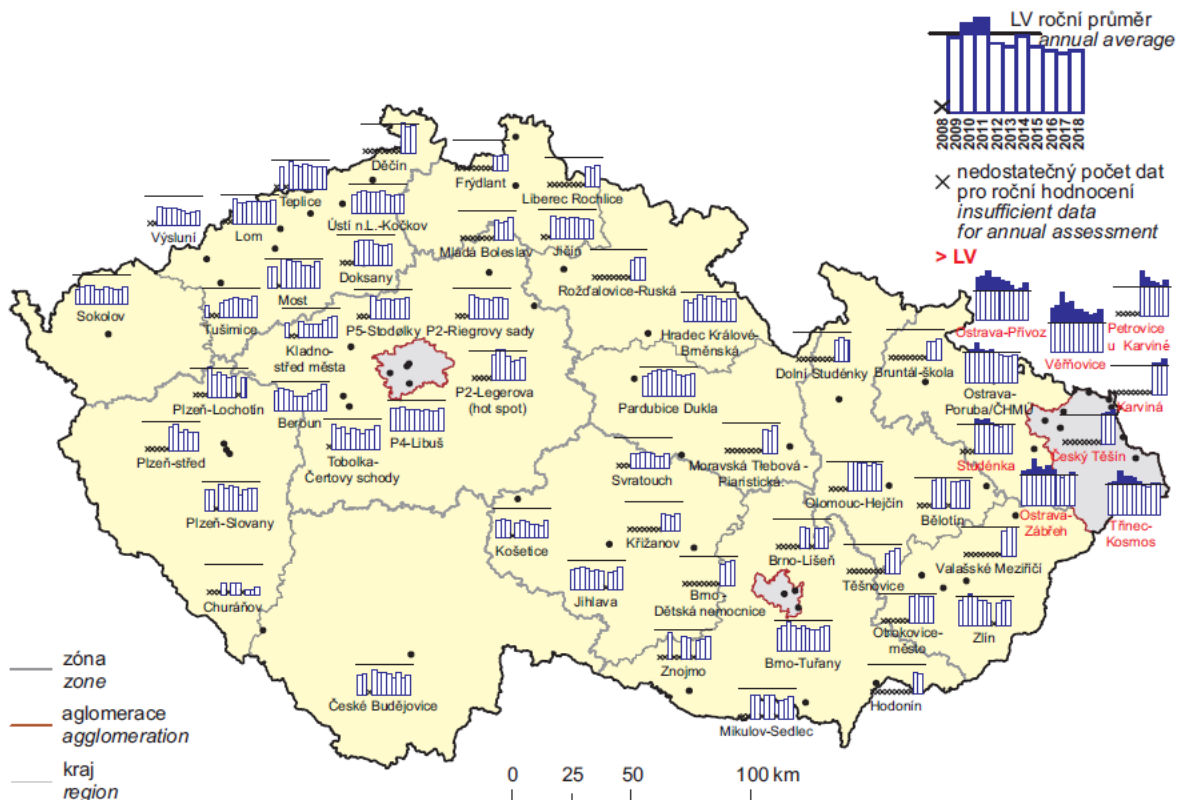 LV roční průměr
annual average
2008
2009
2010
2011
2012
2013
2014
2015
2016
2017
2018
× nedostatečný počet dat
pro roční hodnocení
insufficient data
for annual assessment
> LV
Děčín
Frýdlant
Liberec Rochlice
Teplice
Ústí n.L.-Kočkov
Výsluní
Lom
Mladá Boleslav
Jičín
Doksany
Rožďalovice-Ruská
Sokolov
Most
Tušimice
P5-Stodůlky
P2-Riegrovy sady
Hradec Králové-
Brněnská
Kladno-
střed města
Ostrava-Přívoz
Věřňovice
Petrovice
u Karviné
Dolní Studénky
Bruntál-škola
P2-Legerova
(hot spot)
Plzeň-Lochotín
Beroun
Pardubice Dukla
Ostrava-
Poruba/ČHMÚ
Karviná
P4-Libuš
Plzeň-střed
Tobolka-
Čertovy schody
Svratouch
Moravská Třebová -
Piaristická.
Studénka
Český Těšín
Olomouc-Hejčín
Plzeň-Slovany
Bělotín
Ostrava-
Zábřeh
Třinec-
Kosmos
Košetice
Křižanov
Brno-Líšeň
Valašské Meziříčí
Těšnovice
Churáňov
Jihlava
Brno -
Dětská nemocnice
Otrokovice-
město
Zlín
Brno-Tuřany
Znojmo
České Budějovice
Hodonín
Mikulov-Sedlec
zóna
zone
aglomerace
agglomeration
kraj
region
0 25 50 100 km